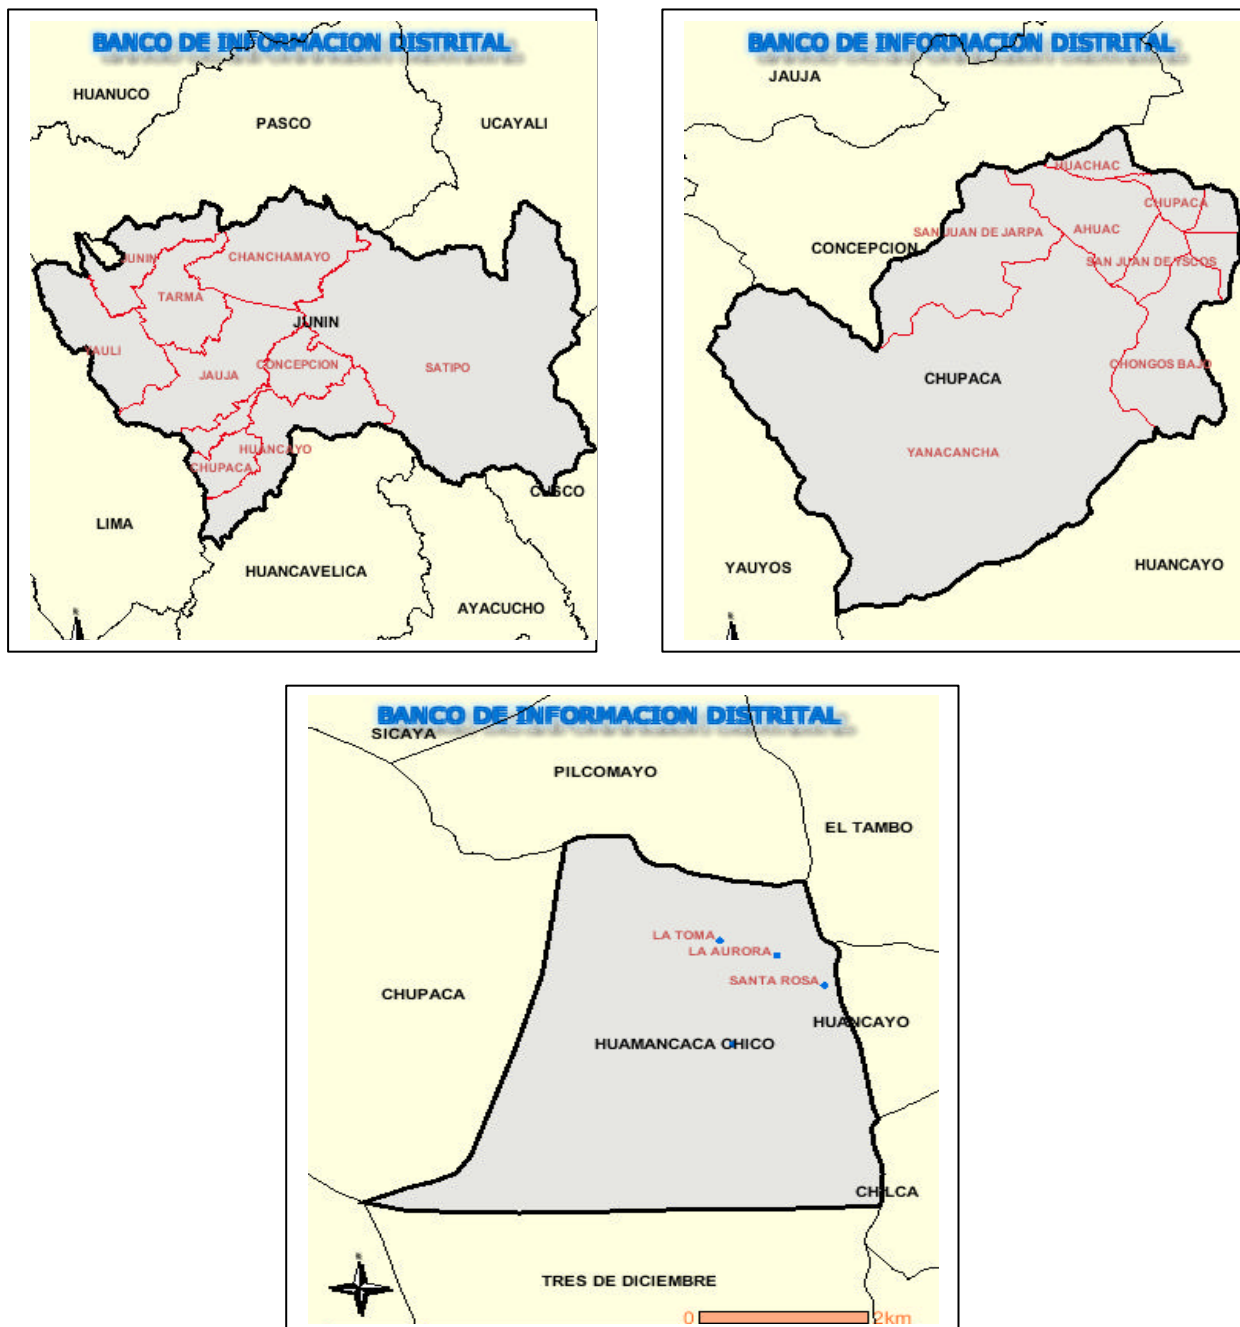 BANCO DE INFORMACION DISTRITAL
HUANUCO
PASCO
UCAYALI
JUNIN
CHANCHAMAYO
TARMA
JUNIN
YAULI
JAUJA
CONCEPCION
SATIPO
HUANCAYO
CHUPACA
CUSCO
LIMA
HUANCAVELICA
AYACUCHO
BANCO DE INFORMACION DISTRITAL
JAUJA
HUACHAC
CHUPACA
SAN JUAN DE JARPA
AHUAC
CONCEPCION
SAN JUAN DE YSCOS
CHONGOS BAJO
CHUPACA
YANACANCHA
YAUYOS
HUANCAYO
BANCO DE INFORMACION DISTRITAL
SICAYA
PILCOMAYO
EL TAMBO
LA TOMA
LA AURORA
SANTA ROSA
CHUPACA
HUANCAYO
HUAMANCACA CHICO
CHILCA
TRES DE DICIEMBRE
0 2km